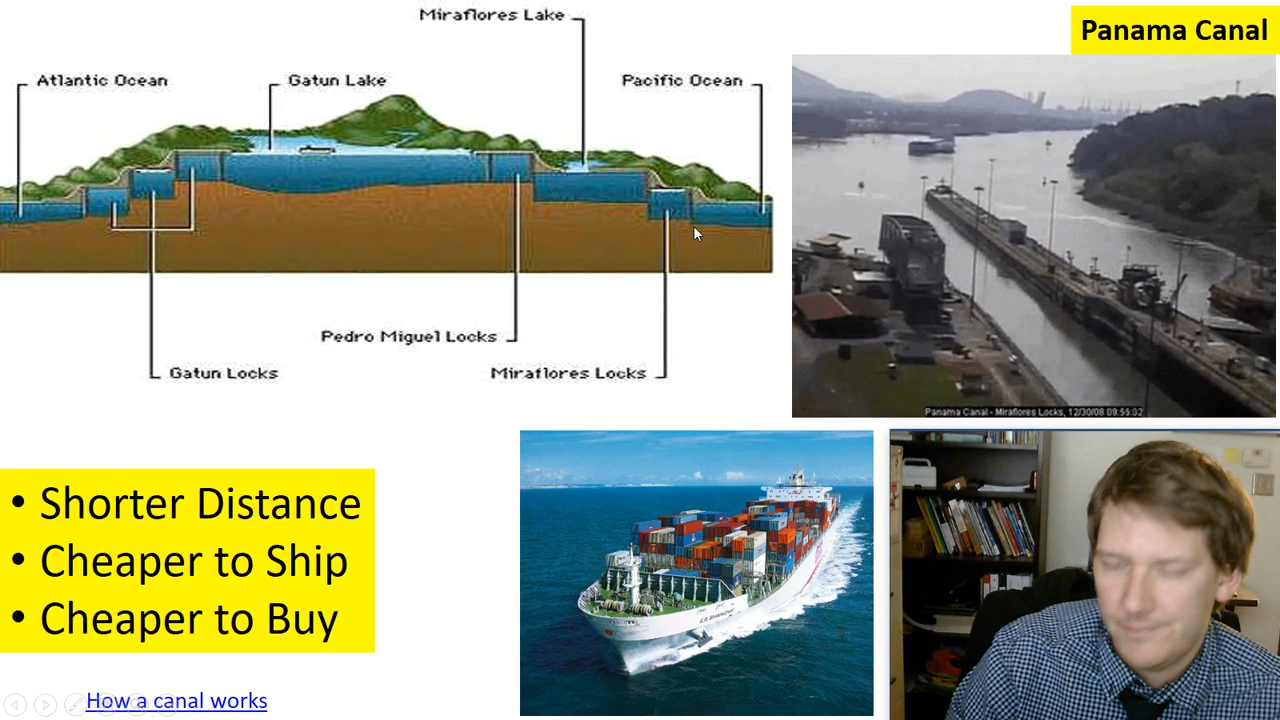 Miraflores Lake
Panama Canal
Atlantic Ocean
Gatun Lake
Pacific Ocean
Pedro Miguel Locks
Gatun Locks
Miraflores Locks
Panama Canal - Miraflores Locks, 12/30/08 09:55:02
• Shorter Distance
• Cheaper to Ship
• Cheaper to Buy
E.R. SHANGHAI
How a canal works